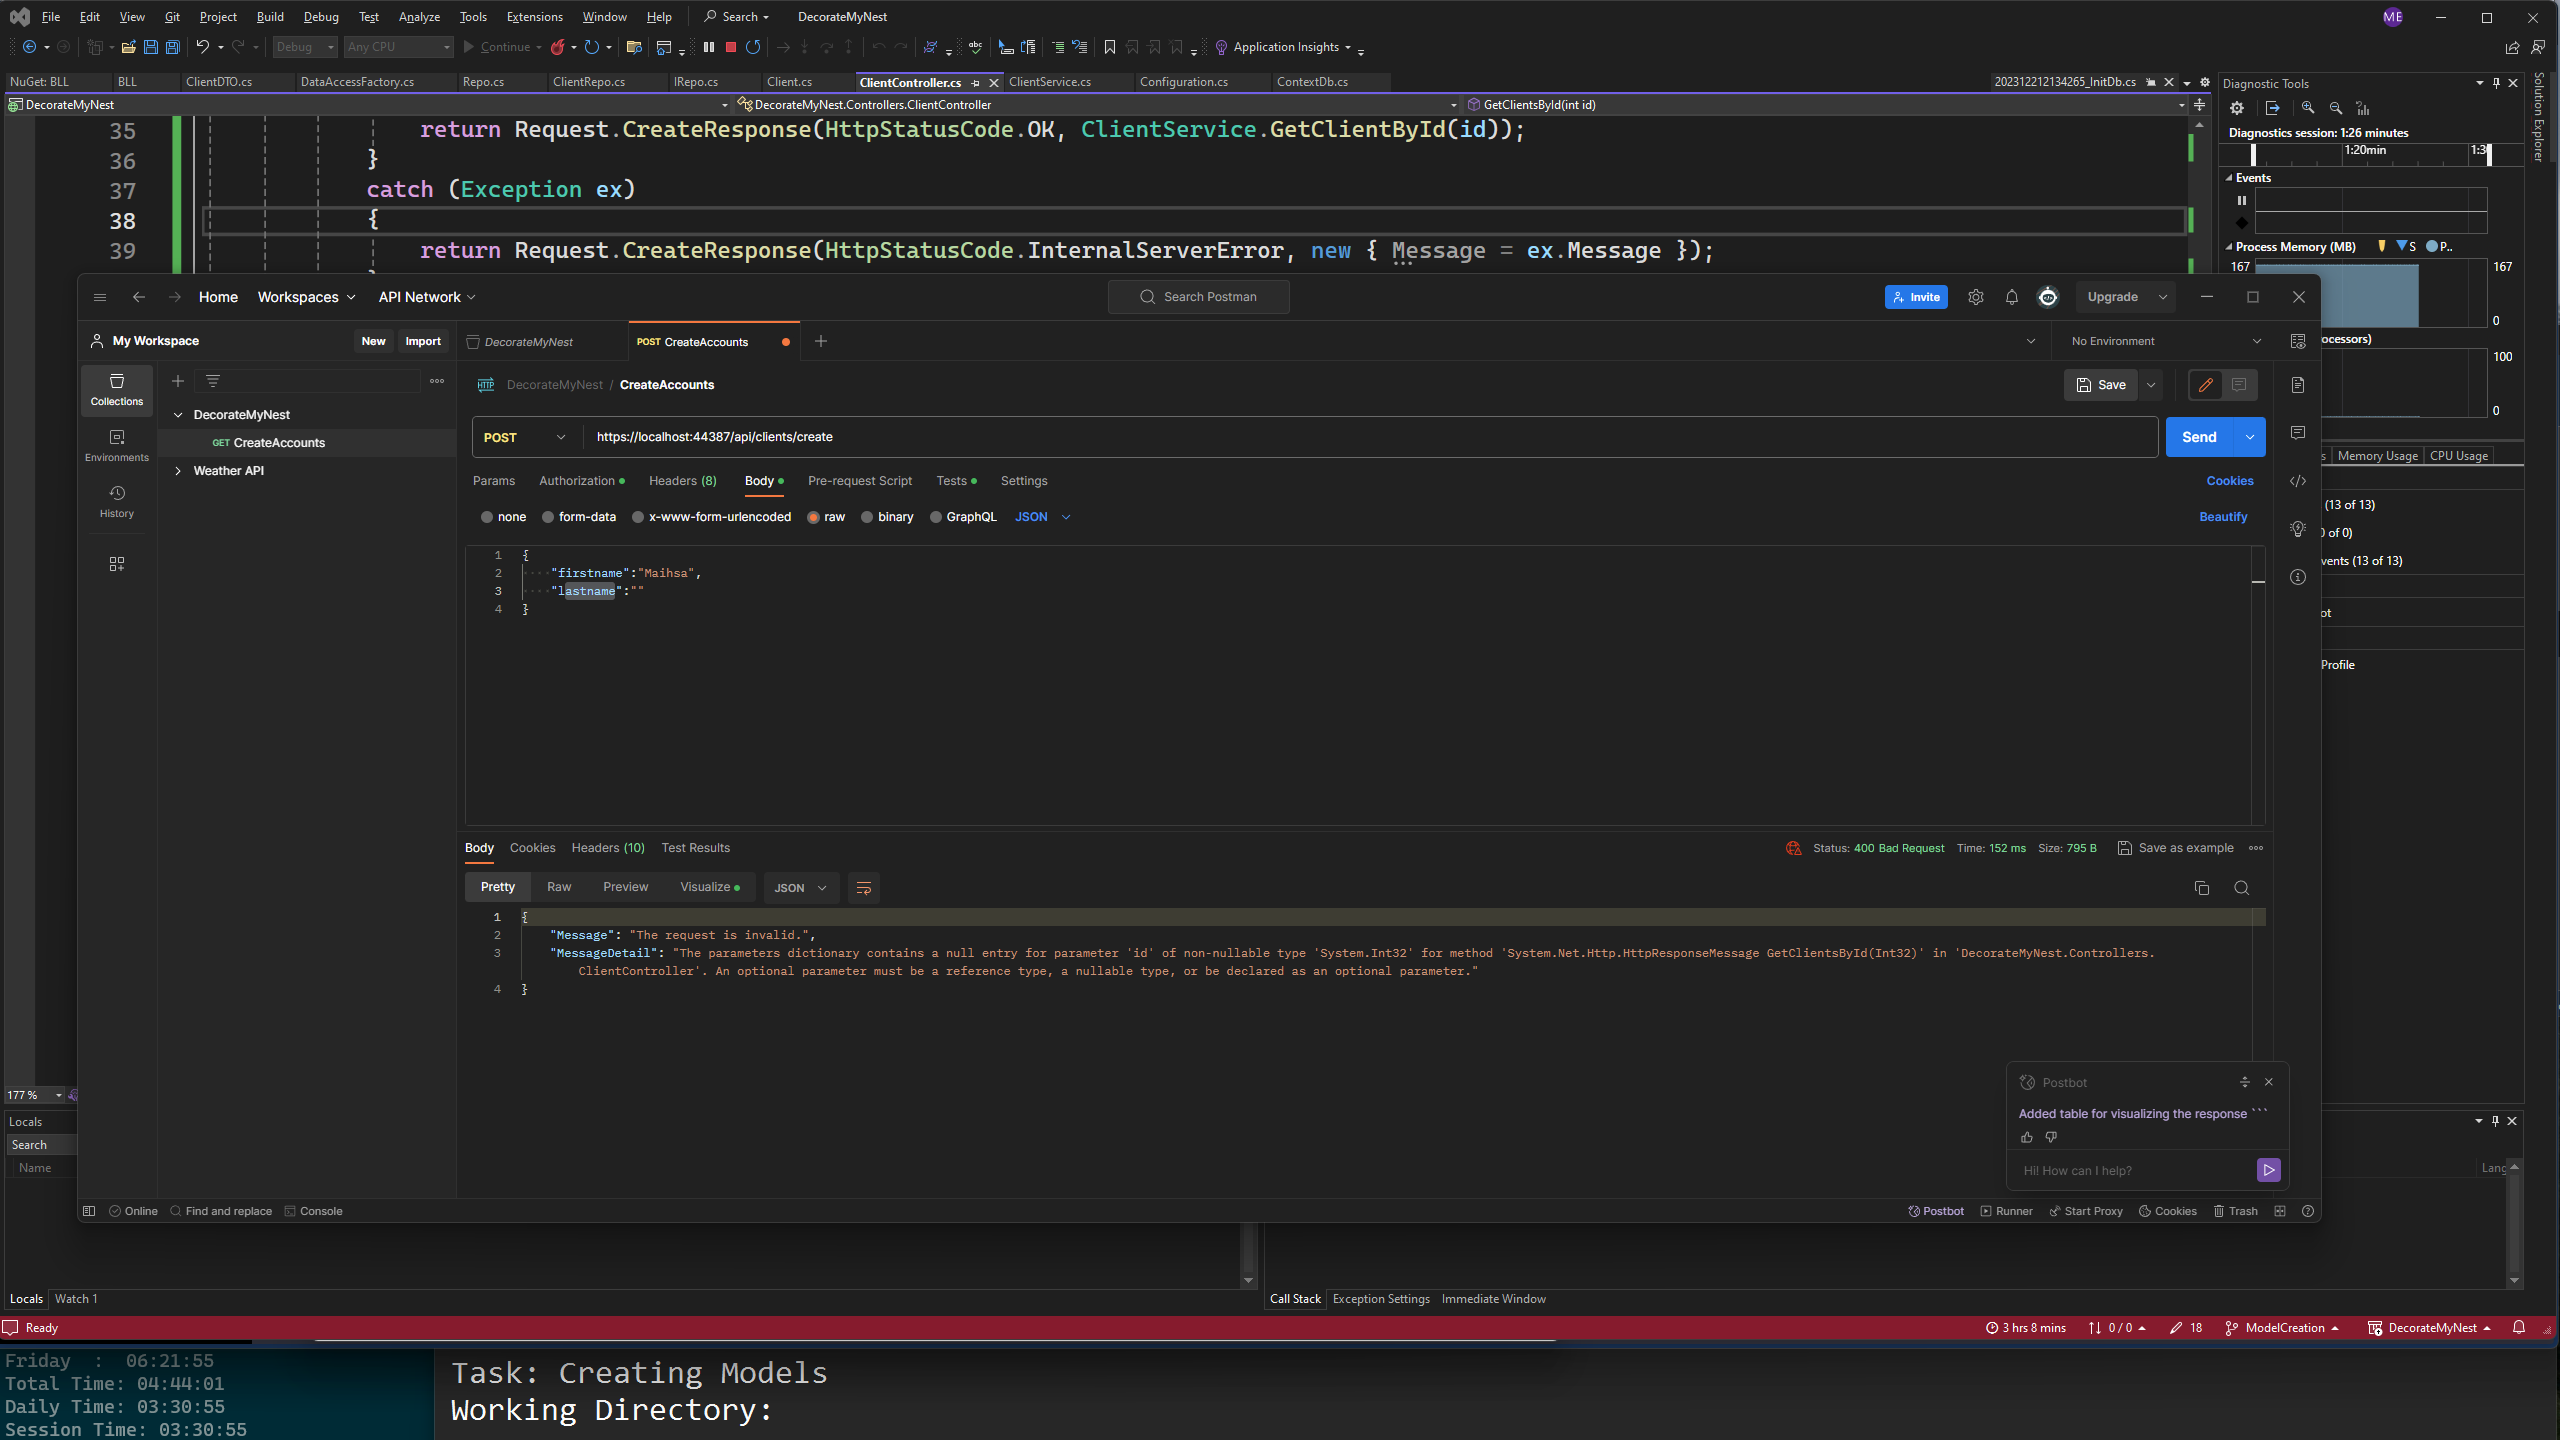 File Edit View Git Project Build Debug Test Analyze Tools Extensions Window Help Search DecorateMyNest ME
Debug Any CPU Continue Application Insights
NuGet: BLL BLL ClientDTO.cs DataAccessFactory.cs Repo.cs ClientRepo.cs IRepo.cs Client.cs ClientController.cs ClientService.cs Configuration.cs ContextDb.cs 202312212134265_InitDb.cs
DecorateMyNest DecorateMyNest.Controllers.ClientController GetClientsById(int id)
35 return Request.CreateResponse(HttpStatusCode.OK, ClientService.GetClientById(id));
36 }
37 catch (Exception ex)
38 {
39 return Request.CreateResponse(HttpStatusCode.InternalServerError, new { Message = ex.Message });
Diagnostic Tools
Solution Explorer
Diagnostics session: 1:26 minutes
1:20min 1:3
Events
Process Memory (MB) S P..
167 167
0
ocessors)
100
0
s Memory Usage CPU Usage
(13 of 13)
0 of 0)
vents (13 of 13)
ot
Profile
Home Workspaces API Network Search Postman Invite Upgrade
My Workspace New Import DecorateMyNest POST CreateAccounts No Environment
Collections
Environments
History
DecorateMyNest
GET CreateAccounts
Weather API
HTTP DecorateMyNest / CreateAccounts Save
POST https://localhost:44387/api/clients/create Send
Params Authorization Headers (8) Body Pre-request Script Tests Settings Cookies
none form-data x-www-form-urlencoded raw binary GraphQL JSON Beautify
1 {
2 "firstname":"Maihsa",
3 "lastname":""
4 }
Body Cookies Headers (10) Test Results Status: 400 Bad Request Time: 152 ms Size: 795 B Save as example
Pretty Raw Preview Visualize JSON
1 {
2 "Message": "The request is invalid.",
3 "MessageDetail": "The parameters dictionary contains a null entry for parameter 'id' of non-nullable type 'System.Int32' for method 'System.Net.Http.HttpResponseMessage GetClientsById(Int32)' in 'DecorateMyNest.Controllers.
ClientController'. An optional parameter must be a reference type, a nullable type, or be declared as an optional parameter."
4 }
Postbot
Added table for visualizing the response ```
Hi! How can I help?
Online Find and replace Console Postbot Runner Start Proxy Cookies Trash
177 %
Locals
Search
Name
Lang
Locals Watch 1 Call Stack Exception Settings Immediate Window
Ready 3 hrs 8 mins 0 / 0 18 ModelCreation DecorateMyNest
Friday : 06:21:55
Total Time: 04:44:01
Daily Time: 03:30:55
Session Time: 03:30:55
Task: Creating Models
Working Directory: